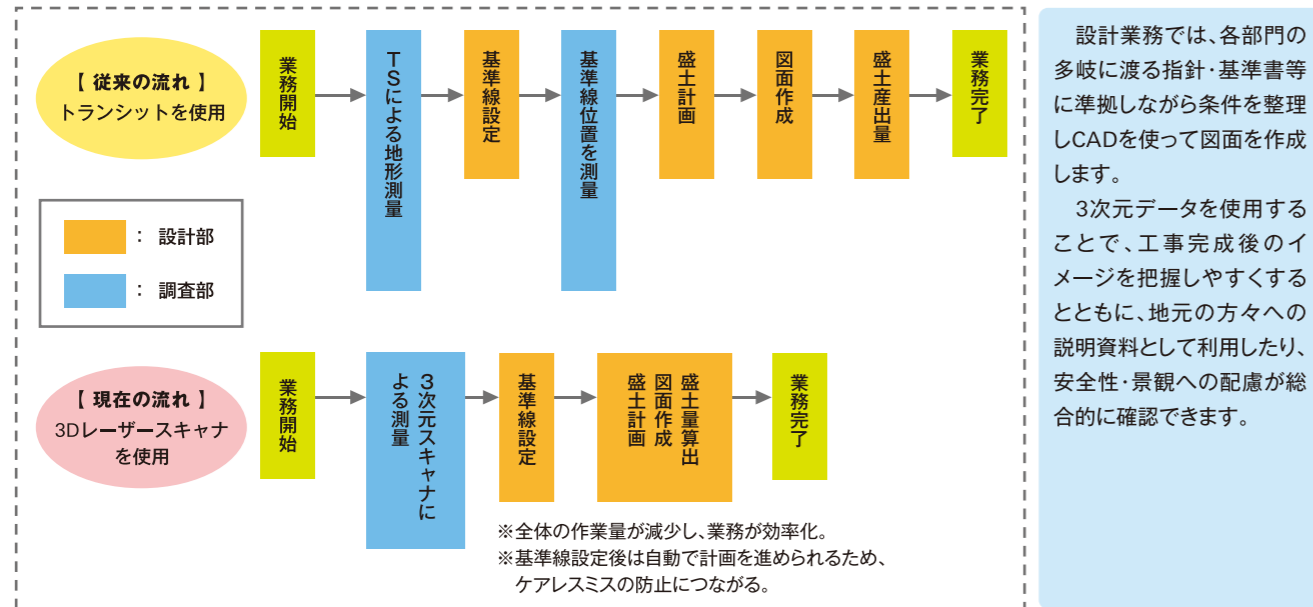 【 従来の流れ 】
トランシットを使用
業務開始
TSによる地形測量
基準線設定
基準線位置を測量
盛土計画
図面作成
盛土産出量
業務完了
： 設計部
： 調査部
【 現在の流れ 】
3Dレーザースキャナ
を使用
業務開始
3次元スキャナに
よる測量
基準線設定
盛土量算出
図面作成
盛土計画
業務完了
※全体の作業量が減少し、業務が効率化。
※基準線設定後は自動で計画を進められるため、
ケアレスミスの防止につながる。
設計業務では、各部門の
多岐に渡る指針・基準書等
に準拠しながら条件を整理
しCADを使って図面を作成
します。
3次元データを使用する
ことで、工事完成後のイ
メージを把握しやすくする
とともに、地元の方々への
説明資料として利用したり、
安全性・景観への配慮が総
合的に確認できます。